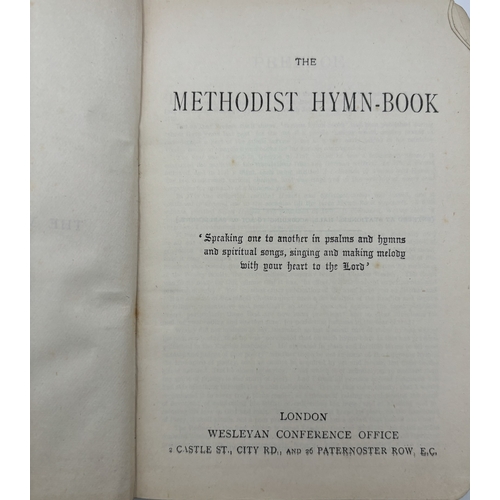 THE
METHODIST HYMN-BOOK
'Speaking one to another in psalms and hymns
and spiritual songs, singing and making melody
with your heart to the Lord'
LONDON
WESLEYAN CONFERENCE OFFICE
2 CASTLE ST., CITY RD., AND 26 PATERNOSTER ROW, E.C.